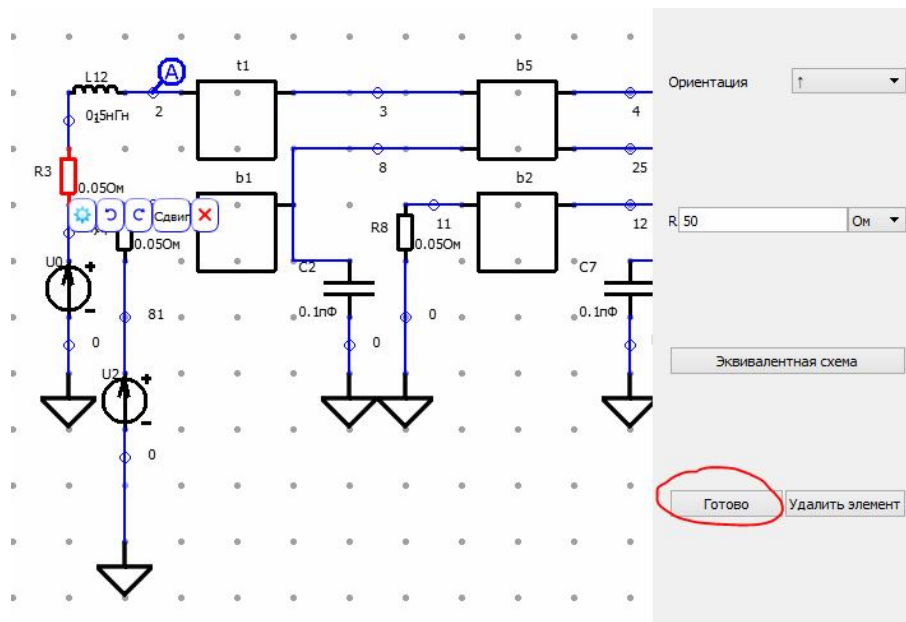 L12
A
t1
b5
Ориентация
↑
0.5нГн
1
2
3
4
R3
0.05Ом
8
25
b1
b2
Сдвиг
R8
11
12
R 50
Ом
0.05Ом
0.05Ом
U0
+
-
C2
C7
81
0.1пФ
0
0.1пФ
0
0
Эквивалентная схема
U2
+
-
0
Готово
Удалить элемент